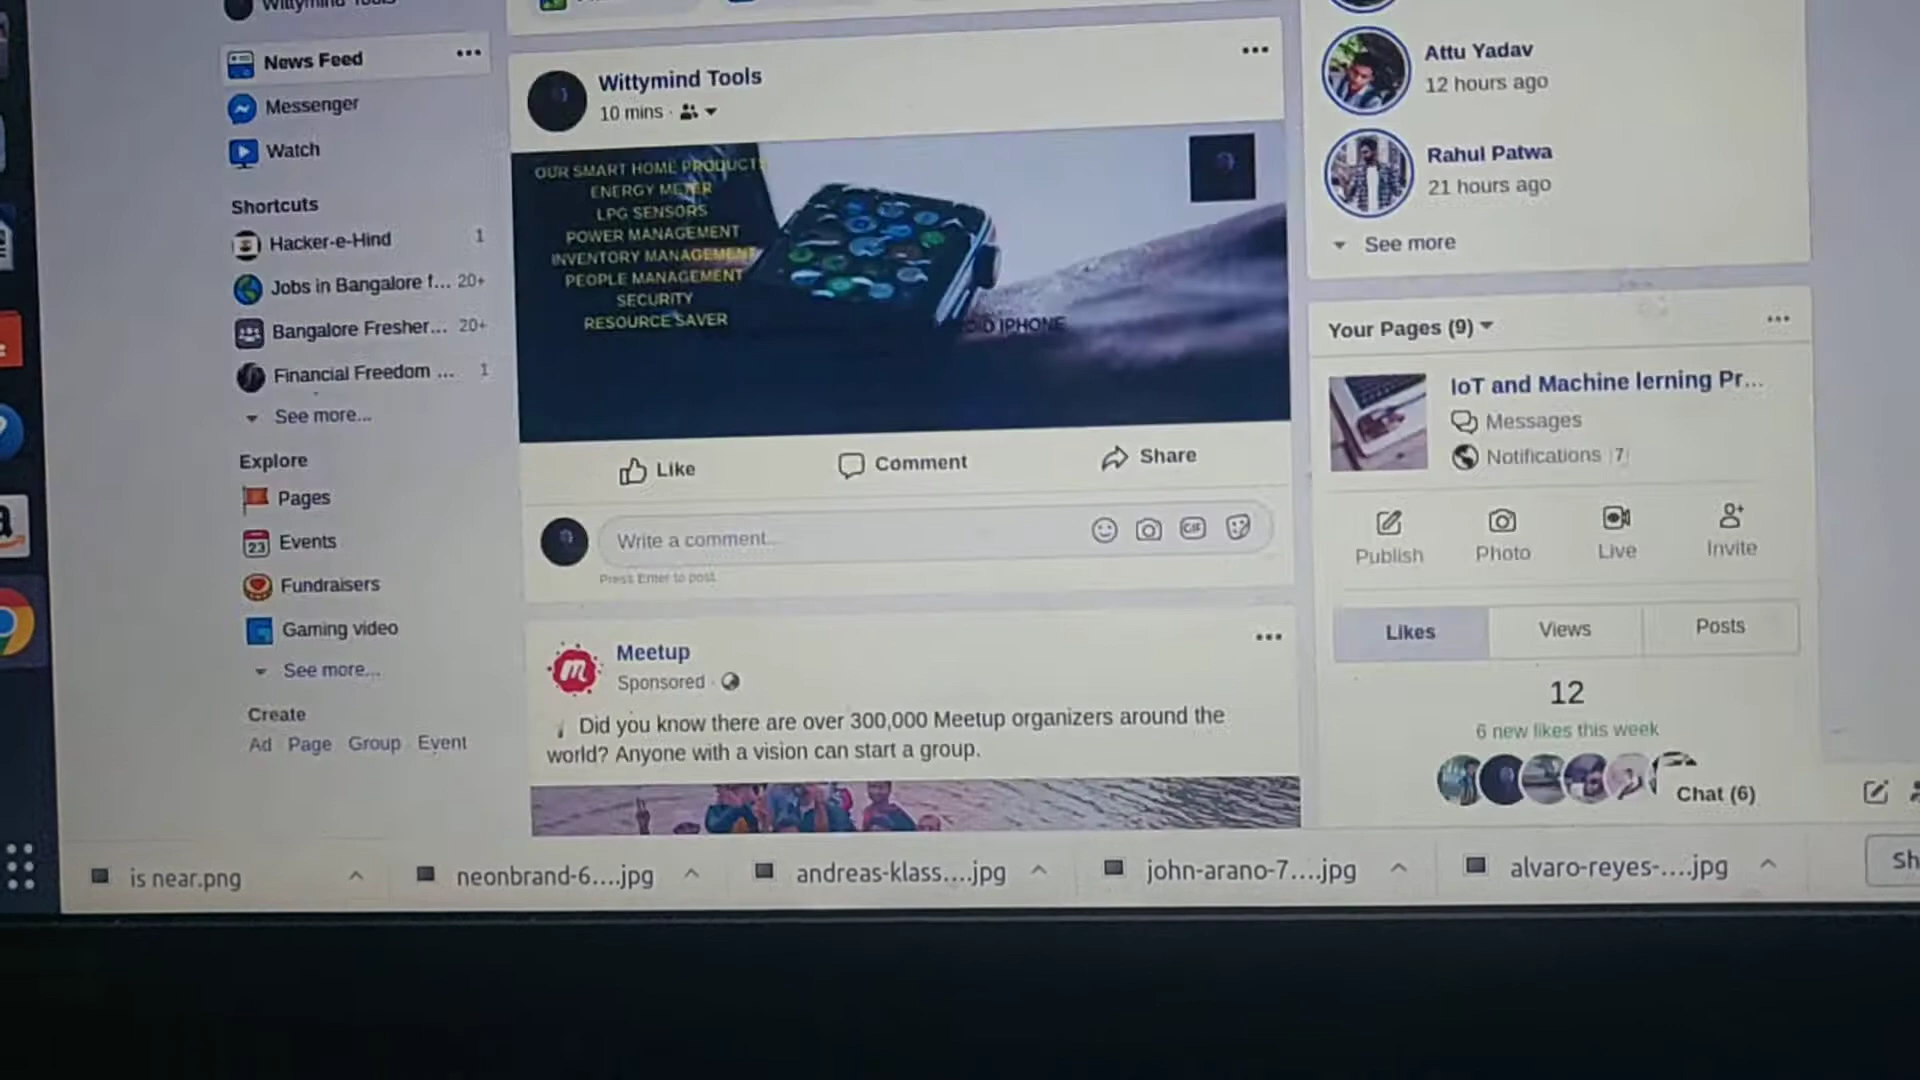 Wittymind Tools
News Feed
Messenger
Watch
Shortcuts
Hacker-e-Hind 1
Jobs in Bangalore f... 20+
Bangalore Fresher... 20+
Financial Freedom ... 1
See more...
Explore
Pages
23 Events
Fundraisers
Gaming video
See more...
Create
Ad Page Group Event
Wittymind Tools
10 mins ·
OUR SMART HOME PRODUCTS
ENERGY METER
LPG SENSORS
POWER MANAGEMENT
INVENTORY MANAGEMENT
PEOPLE MANAGEMENT
SECURITY
RESOURCE SAVER
IPHONE
Like Comment Share
Write a comment... GIF
Press Enter to post.
m Meetup
Sponsored ·
Did you know there are over 300,000 Meetup organizers around the
world? Anyone with a vision can start a group.
Attu Yadav
12 hours ago
Rahul Patwa
21 hours ago
See more
Your Pages (9)
IoT and Machine lerning Pr...
Messages
Notifications 7
Publish Photo Live Invite
Likes Views Posts
12
6 new likes this week
Chat (6)
is near.png neonbrand-6....jpg andreas-klass....jpg john-arano-7....jpg alvaro-reyes-....jpg Sh